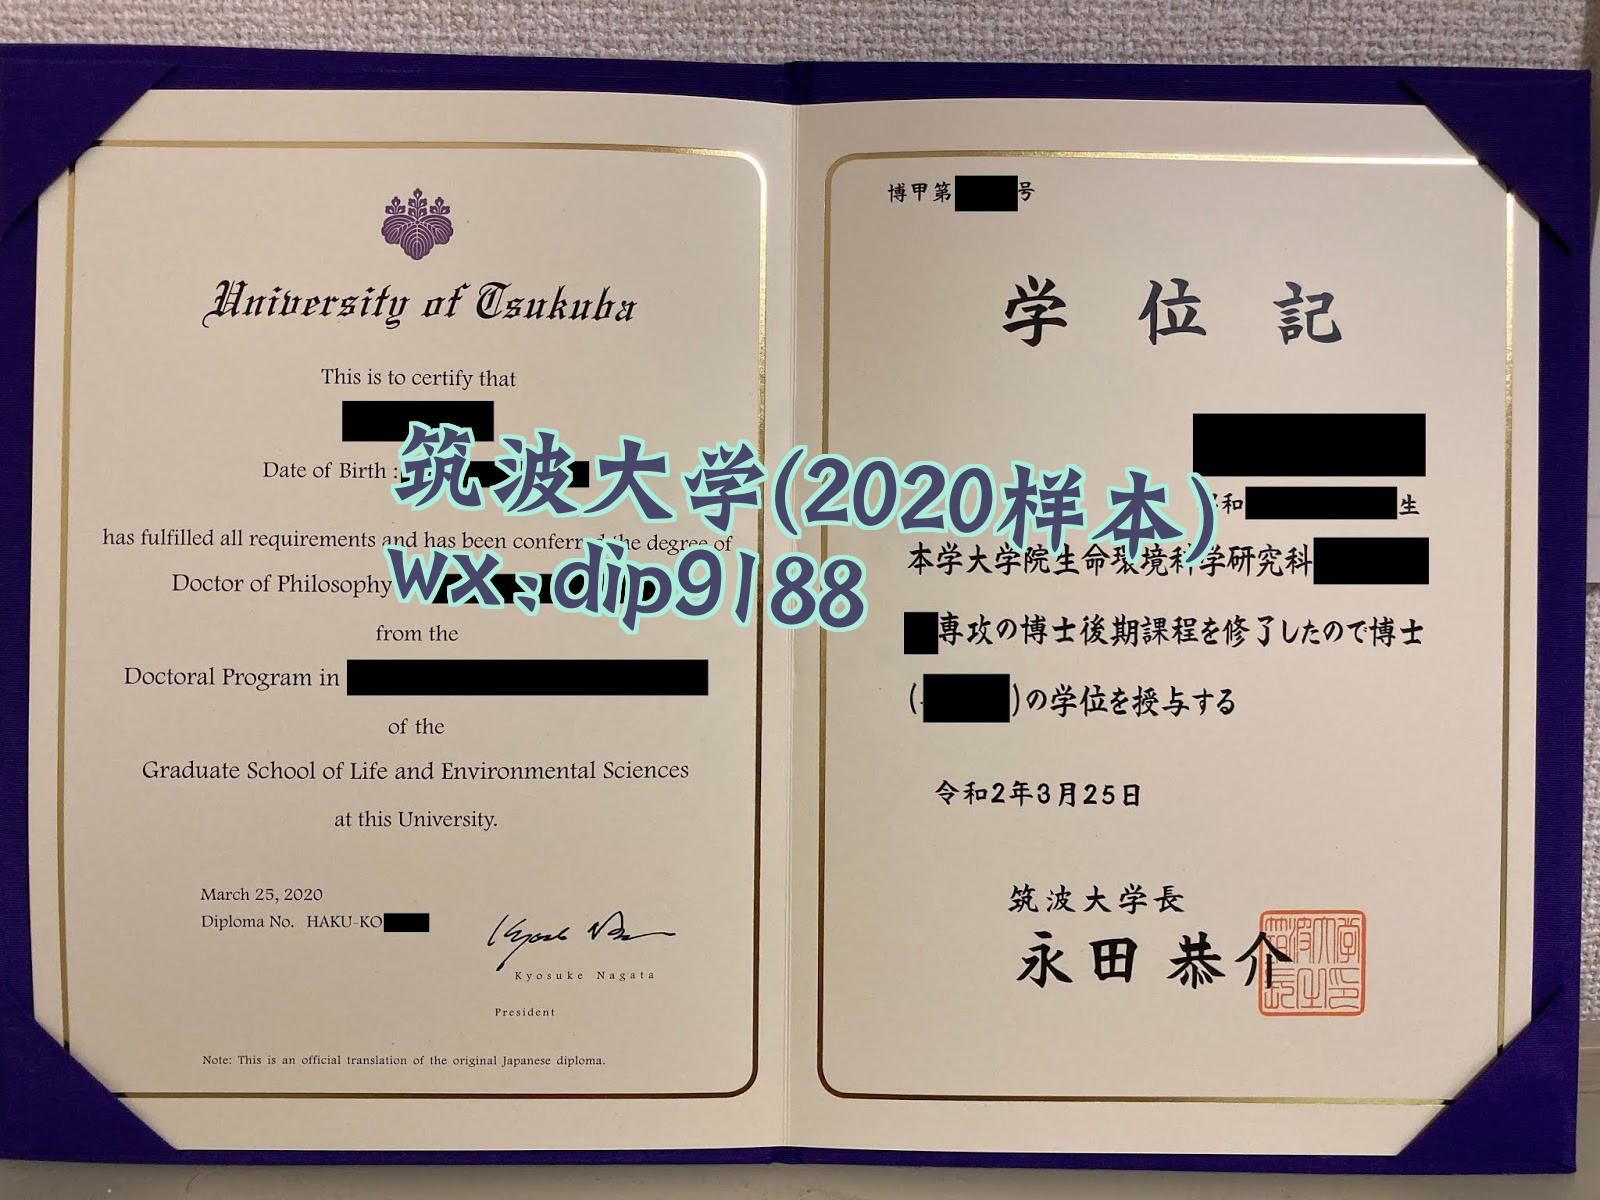 University of Tsukuba
This is to certify that
Date of Birth :
has fulfilled all requirements and has been conferred the degree of
Doctor of Philosophy
from the
Doctoral Program in
of the
Graduate School of Life and Environmental Sciences
at this University.
March 25, 2020
Diploma No. HAKU-KO
Kyosuke Nagata
President
Note: This is an official translation of the original Japanese diploma.
博甲第 号
学位記
和 生
本学大学院生命環境科学研究科
専攻の博士後期課程を修了したので博士
( )の学位を授与する
令和2年3月25日
筑波大学長
永田 恭介
筑波大学(2020样本)
wx:dip9188